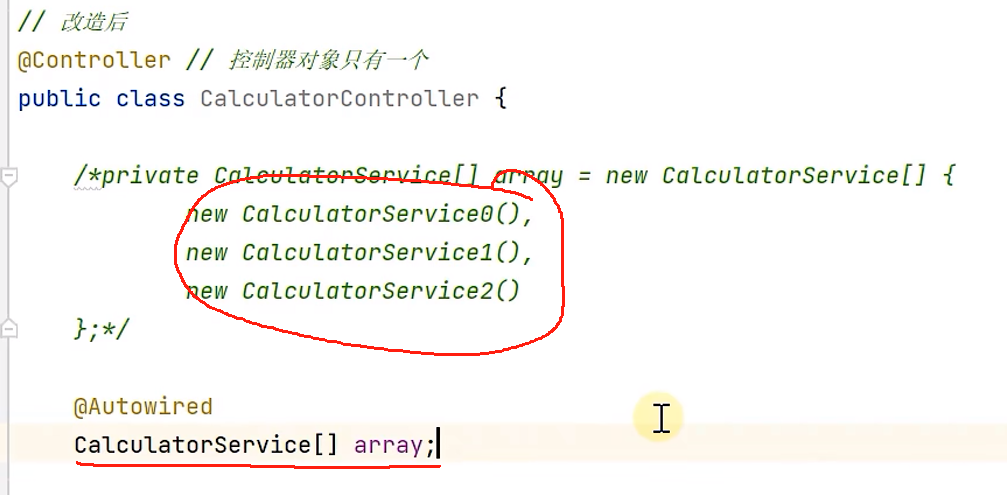 // 改造后
@Controller // 控制器对象只有一个
public class CalculatorController {
/*private CalculatorService[] array = new CalculatorService[] {
new CalculatorService0(),
new CalculatorService1(),
new CalculatorService2()
};*/
@Autowired
CalculatorService[] array;